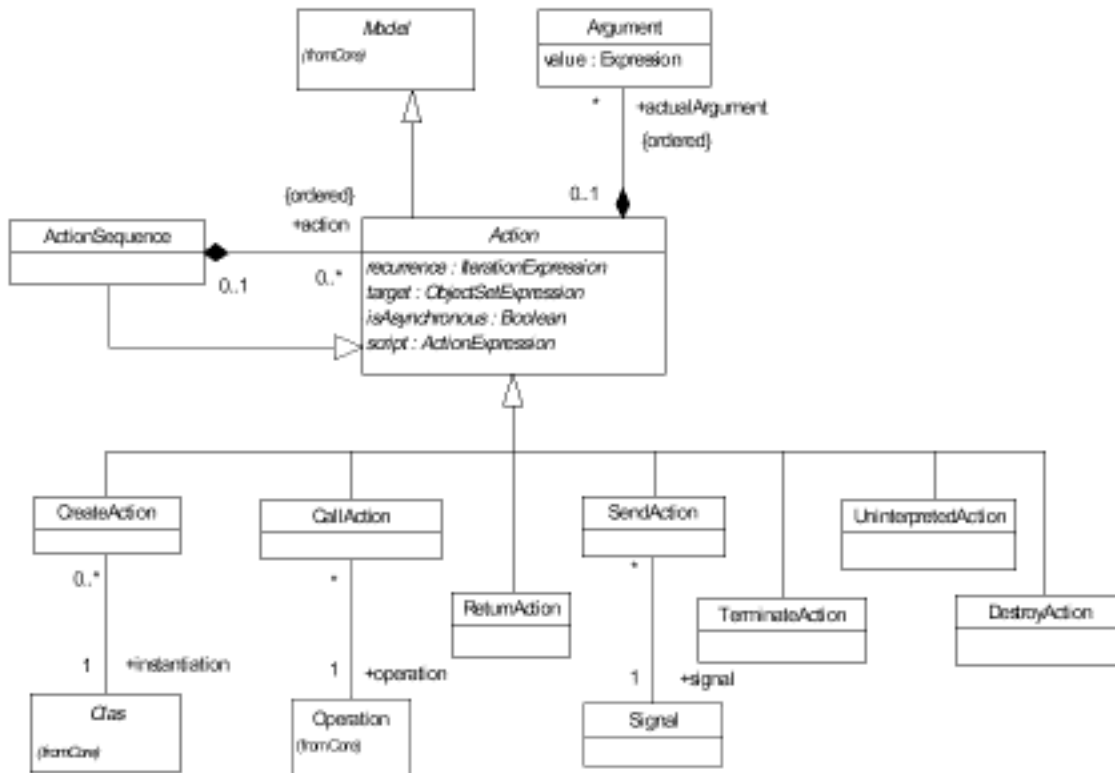 Model
(fromCore)
Argument
value : Expression
* +actualArgument
{ordered}
0..1
{ordered}
+action
ActionSequence
0..1
0..*
Action
recurrence : IterationExpression
target : ObjectSetExpression
isAsynchronous : Boolean
script : ActionExpression
CreateAction
CallAction
SendAction
UninterpretedAction
ReturnAction
TerminateAction
DestroyAction
0..*
*
*
1 +instantiation
1 +operation
1 +signal
Clas
(fromCore)
Operation
(fromCore)
Signal